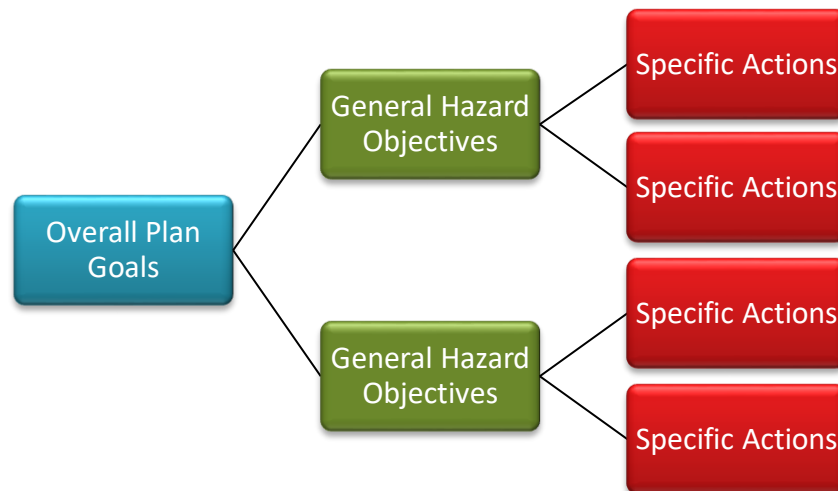 Overall Plan
Goals
General Hazard
Objectives
Specific Actions
Specific Actions
General Hazard
Objectives
Specific Actions
Specific Actions